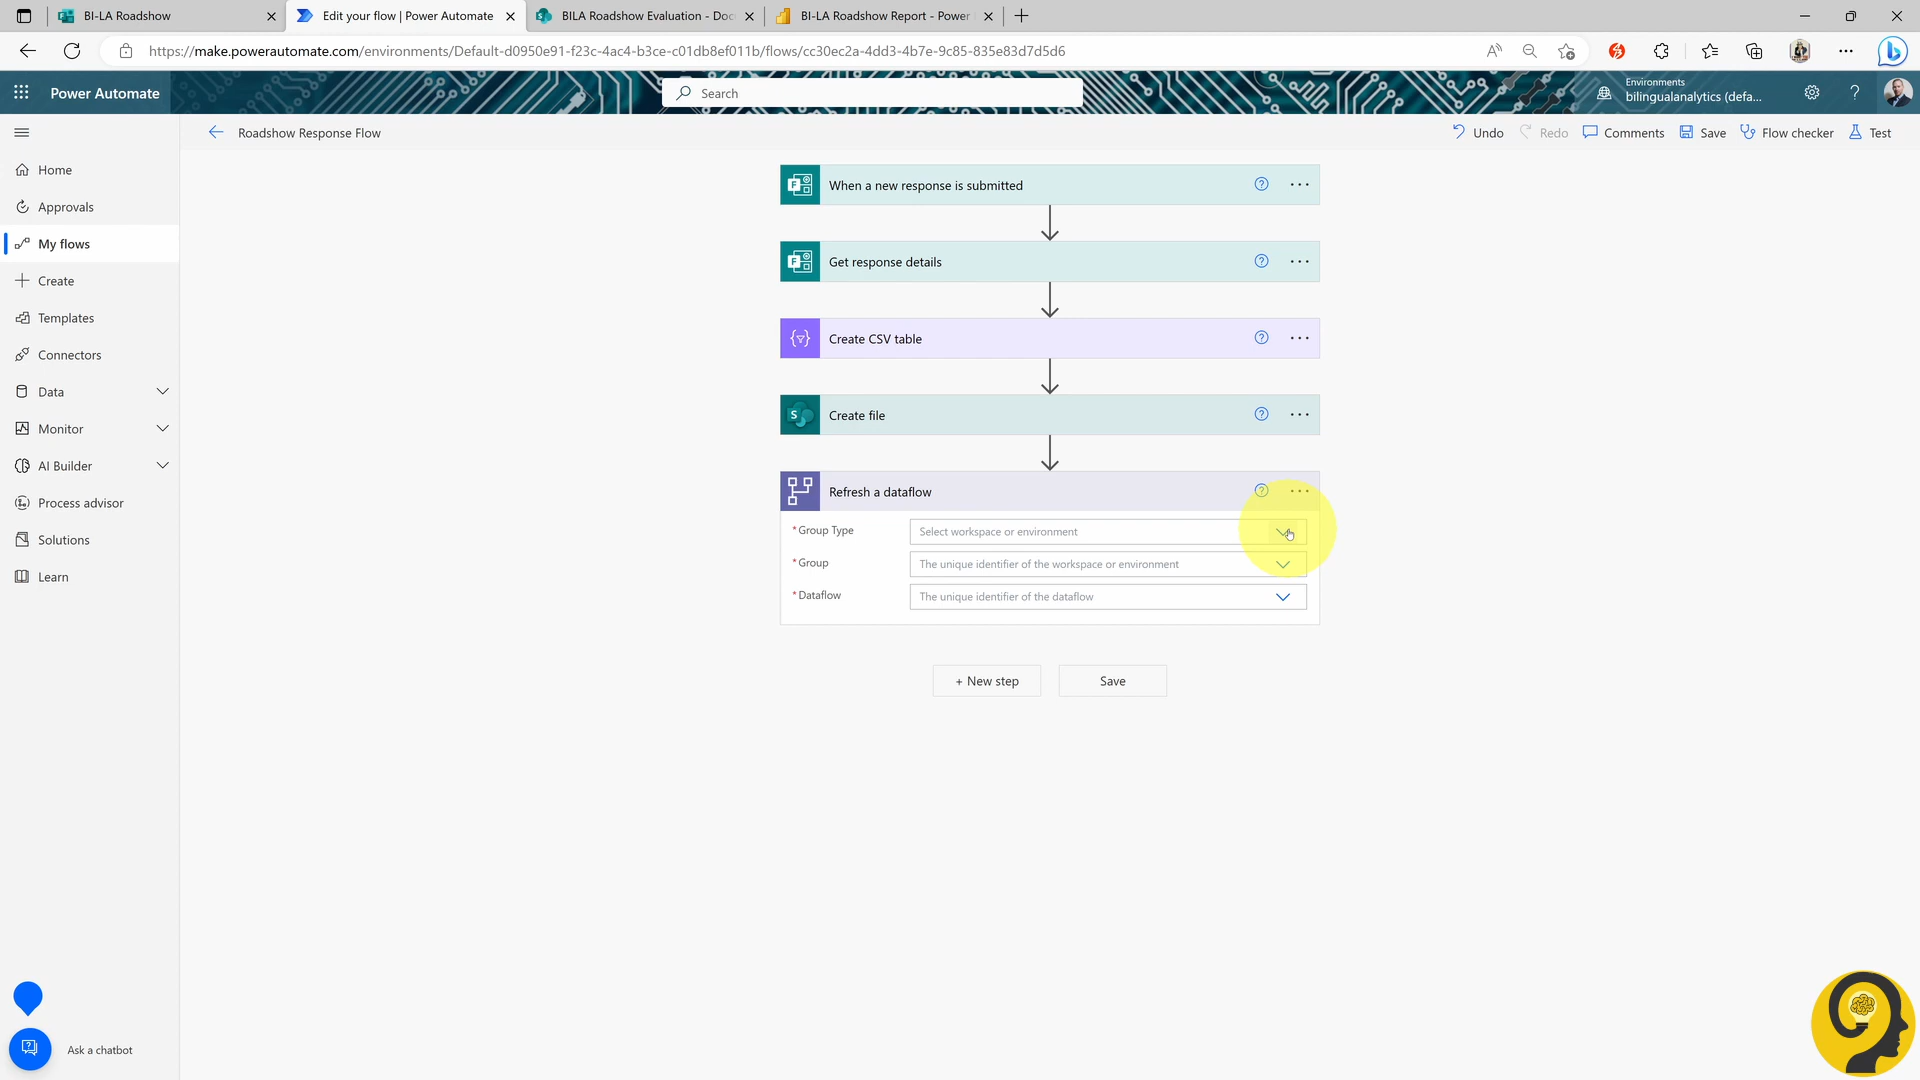 BI-LA Roadshow
Edit your flow | Power Automate
BILA Roadshow Evaluation - Doc
BI-LA Roadshow Report - Power
https://make.powerautomate.com/environments/Default-d0950e91-f23c-4ac4-b3ce-c01db8ef011b/flows/cc30ec2a-4dd3-4b7e-9c85-835e83d7d5d6
Power Automate
Search
Environments
bilingualanalytics (defa...
Roadshow Response Flow
Undo
Redo
Comments
Save
Flow checker
Test
Home
Approvals
My flows
Create
Templates
Connectors
Data
Monitor
AI Builder
Process advisor
Solutions
Learn
When a new response is submitted
Get response details
Create CSV table
Create file
Refresh a dataflow
* Group Type
Select workspace or environment
* Group
The unique identifier of the workspace or environment
* Dataflow
The unique identifier of the dataflow
+ New step
Save
Ask a chatbot